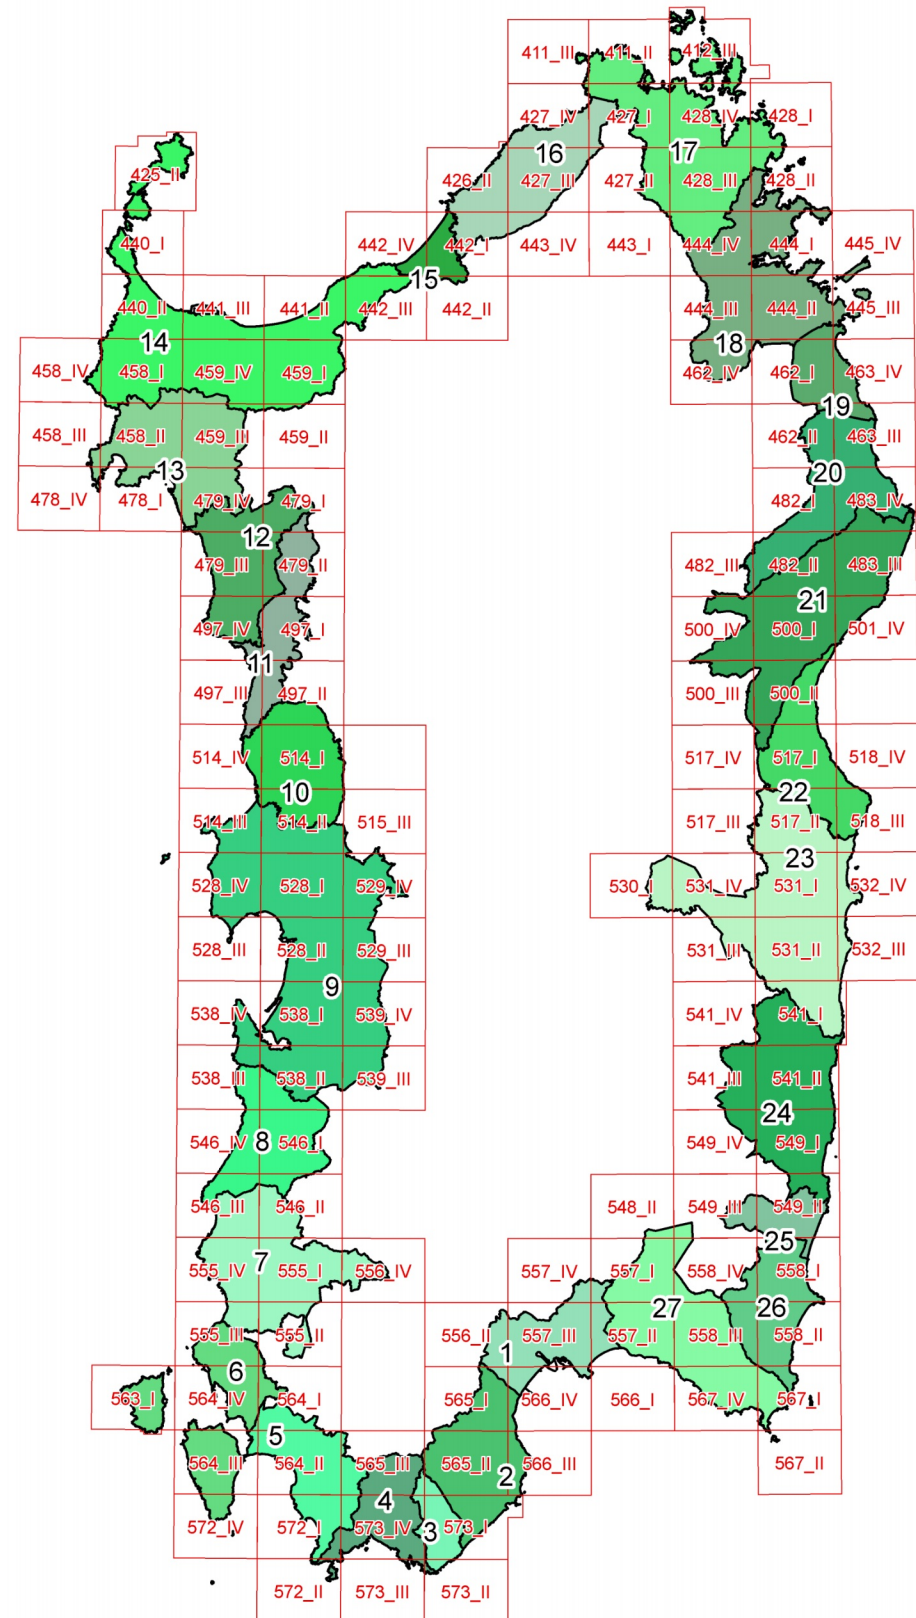 411_III 411_II 412_III
427_IV 427_I 428_IV 428_I
16 17
425_II 426_II 427_III 427_II 428_III 428_II
440_I 442_IV 442_I 443_IV 443_I 444_IV 444_I 445_IV
15
440_II 441_III 441_II 442_III 442_II 444_III 444_II 445_III
14 18
458_IV 458_I 459_IV 459_I 462_IV 462_I 463_IV
19
458_III 458_II 459_III 459_II 462_II 463_III
13 20
478_IV 478_I 479_IV 479_I 482_I 483_IV
12
479_III 479_II 482_III 482_II 483_III
21
497_IV 497_I 500_IV 500_I 501_IV
11
497_III 497_II 500_III 500_II
514_IV 514_I 517_IV 517_I 518_IV
10 22
514_III 514_II 515_III 517_III 517_II 518_III
23
528_IV 528_I 529_IV 530_I 531_IV 531_I 532_IV
528_III 528_II 529_III 531_III 531_II 532_III
9
538_IV 538_I 539_IV 541_IV 541_I
538_III 538_II 539_III 541_III 541_II
24
546_IV 8 546_I 549_IV 549_I
546_III 546_II 548_II 549_III 549_II
25
7
555_IV 555_I 556_IV 557_IV 557_I 558_IV 558_I
27 26
555_III 555_II 556_II 557_III 557_II 558_III 558_II
1
6
563_I 564_IV 564_I 565_I 566_IV 566_I 567_IV 567_I
5
564_III 564_II 565_III 565_II 566_III 567_II
2
4
572_IV 572_I 573_IV 3 573_I
572_II 573_III 573_II